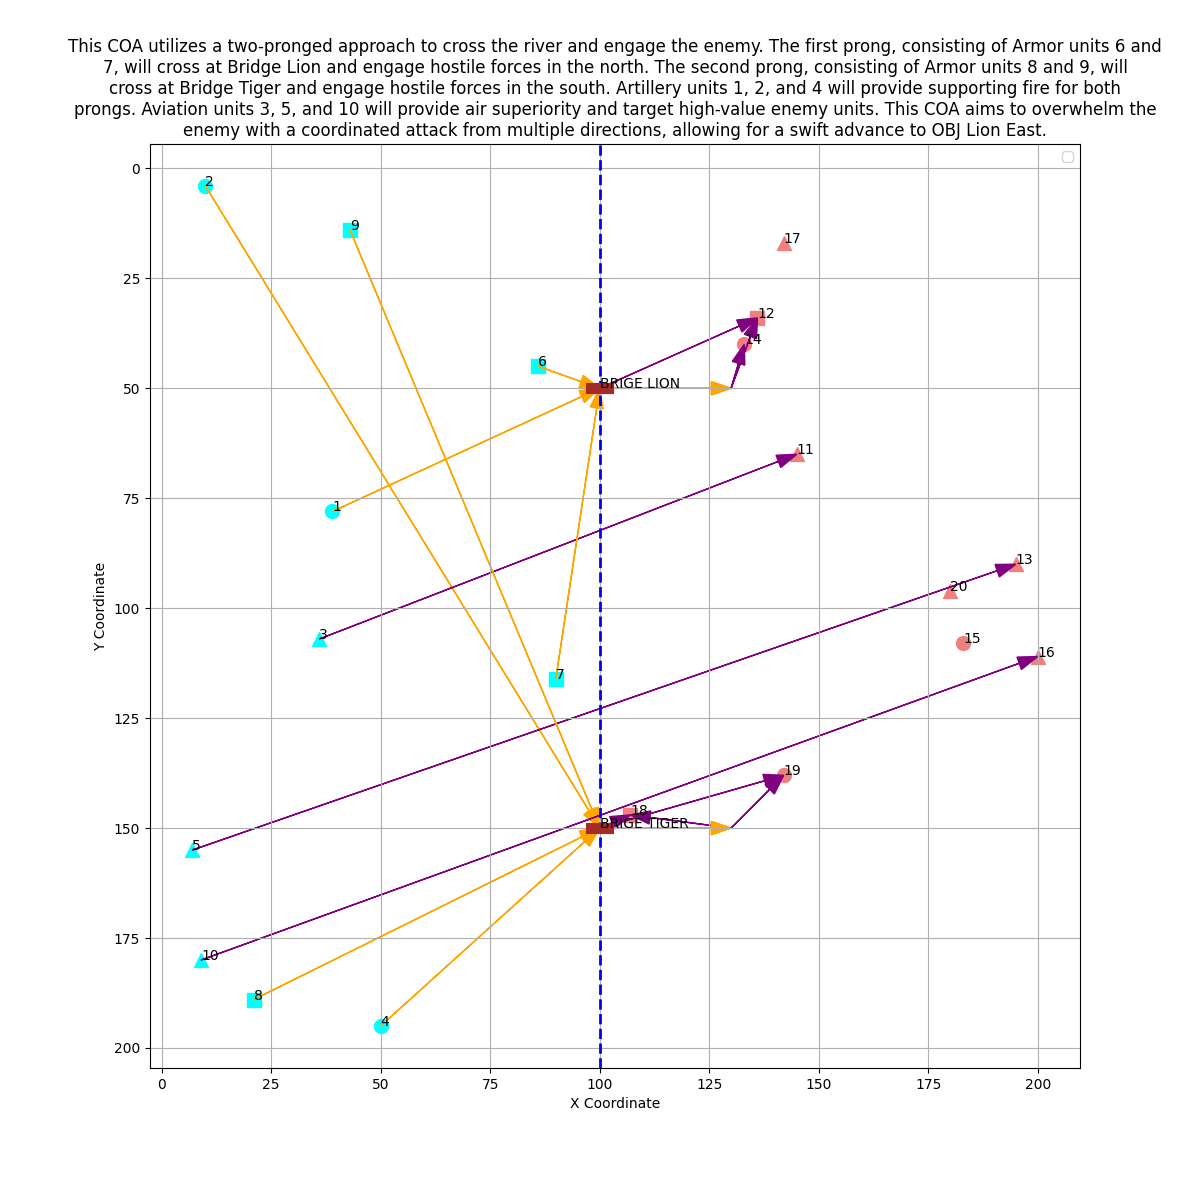 This COA utilizes a two-pronged approach to cross the river and engage the enemy. The first prong, consisting of Armor units 6 and
7, will cross at Bridge Lion and engage hostile forces in the north. The second prong, consisting of Armor units 8 and 9, will
cross at Bridge Tiger and engage hostile forces in the south. Artillery units 1, 2, and 4 will provide supporting fire for both
prongs. Aviation units 3, 5, and 10 will provide air superiority and target high-value enemy units. This COA aims to overwhelm the
enemy with a coordinated attack from multiple directions, allowing for a swift advance to OBJ Lion East.
0
25
50
75
100
125
150
175
200
Y Coordinate
2
9
17
12
14
6
BRIGE LION
11
1
13
20
3
15
16
7
19
18
BRIGE TIGER
5
10
8
4
0 25 50 75 100 125 150 175 200
X Coordinate